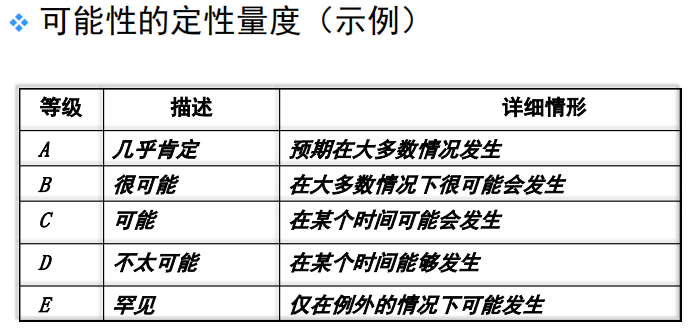 可能性的定性量度（示例）
等级 描述 详细情形
A 几乎肯定 预期在大多数情况发生
B 很可能 在大多数情况下很可能会发生
C 可能 在某个时间可能会发生
D 不太可能 在某个时间能够发生
E 罕见 仅在例外的情况下可能发生